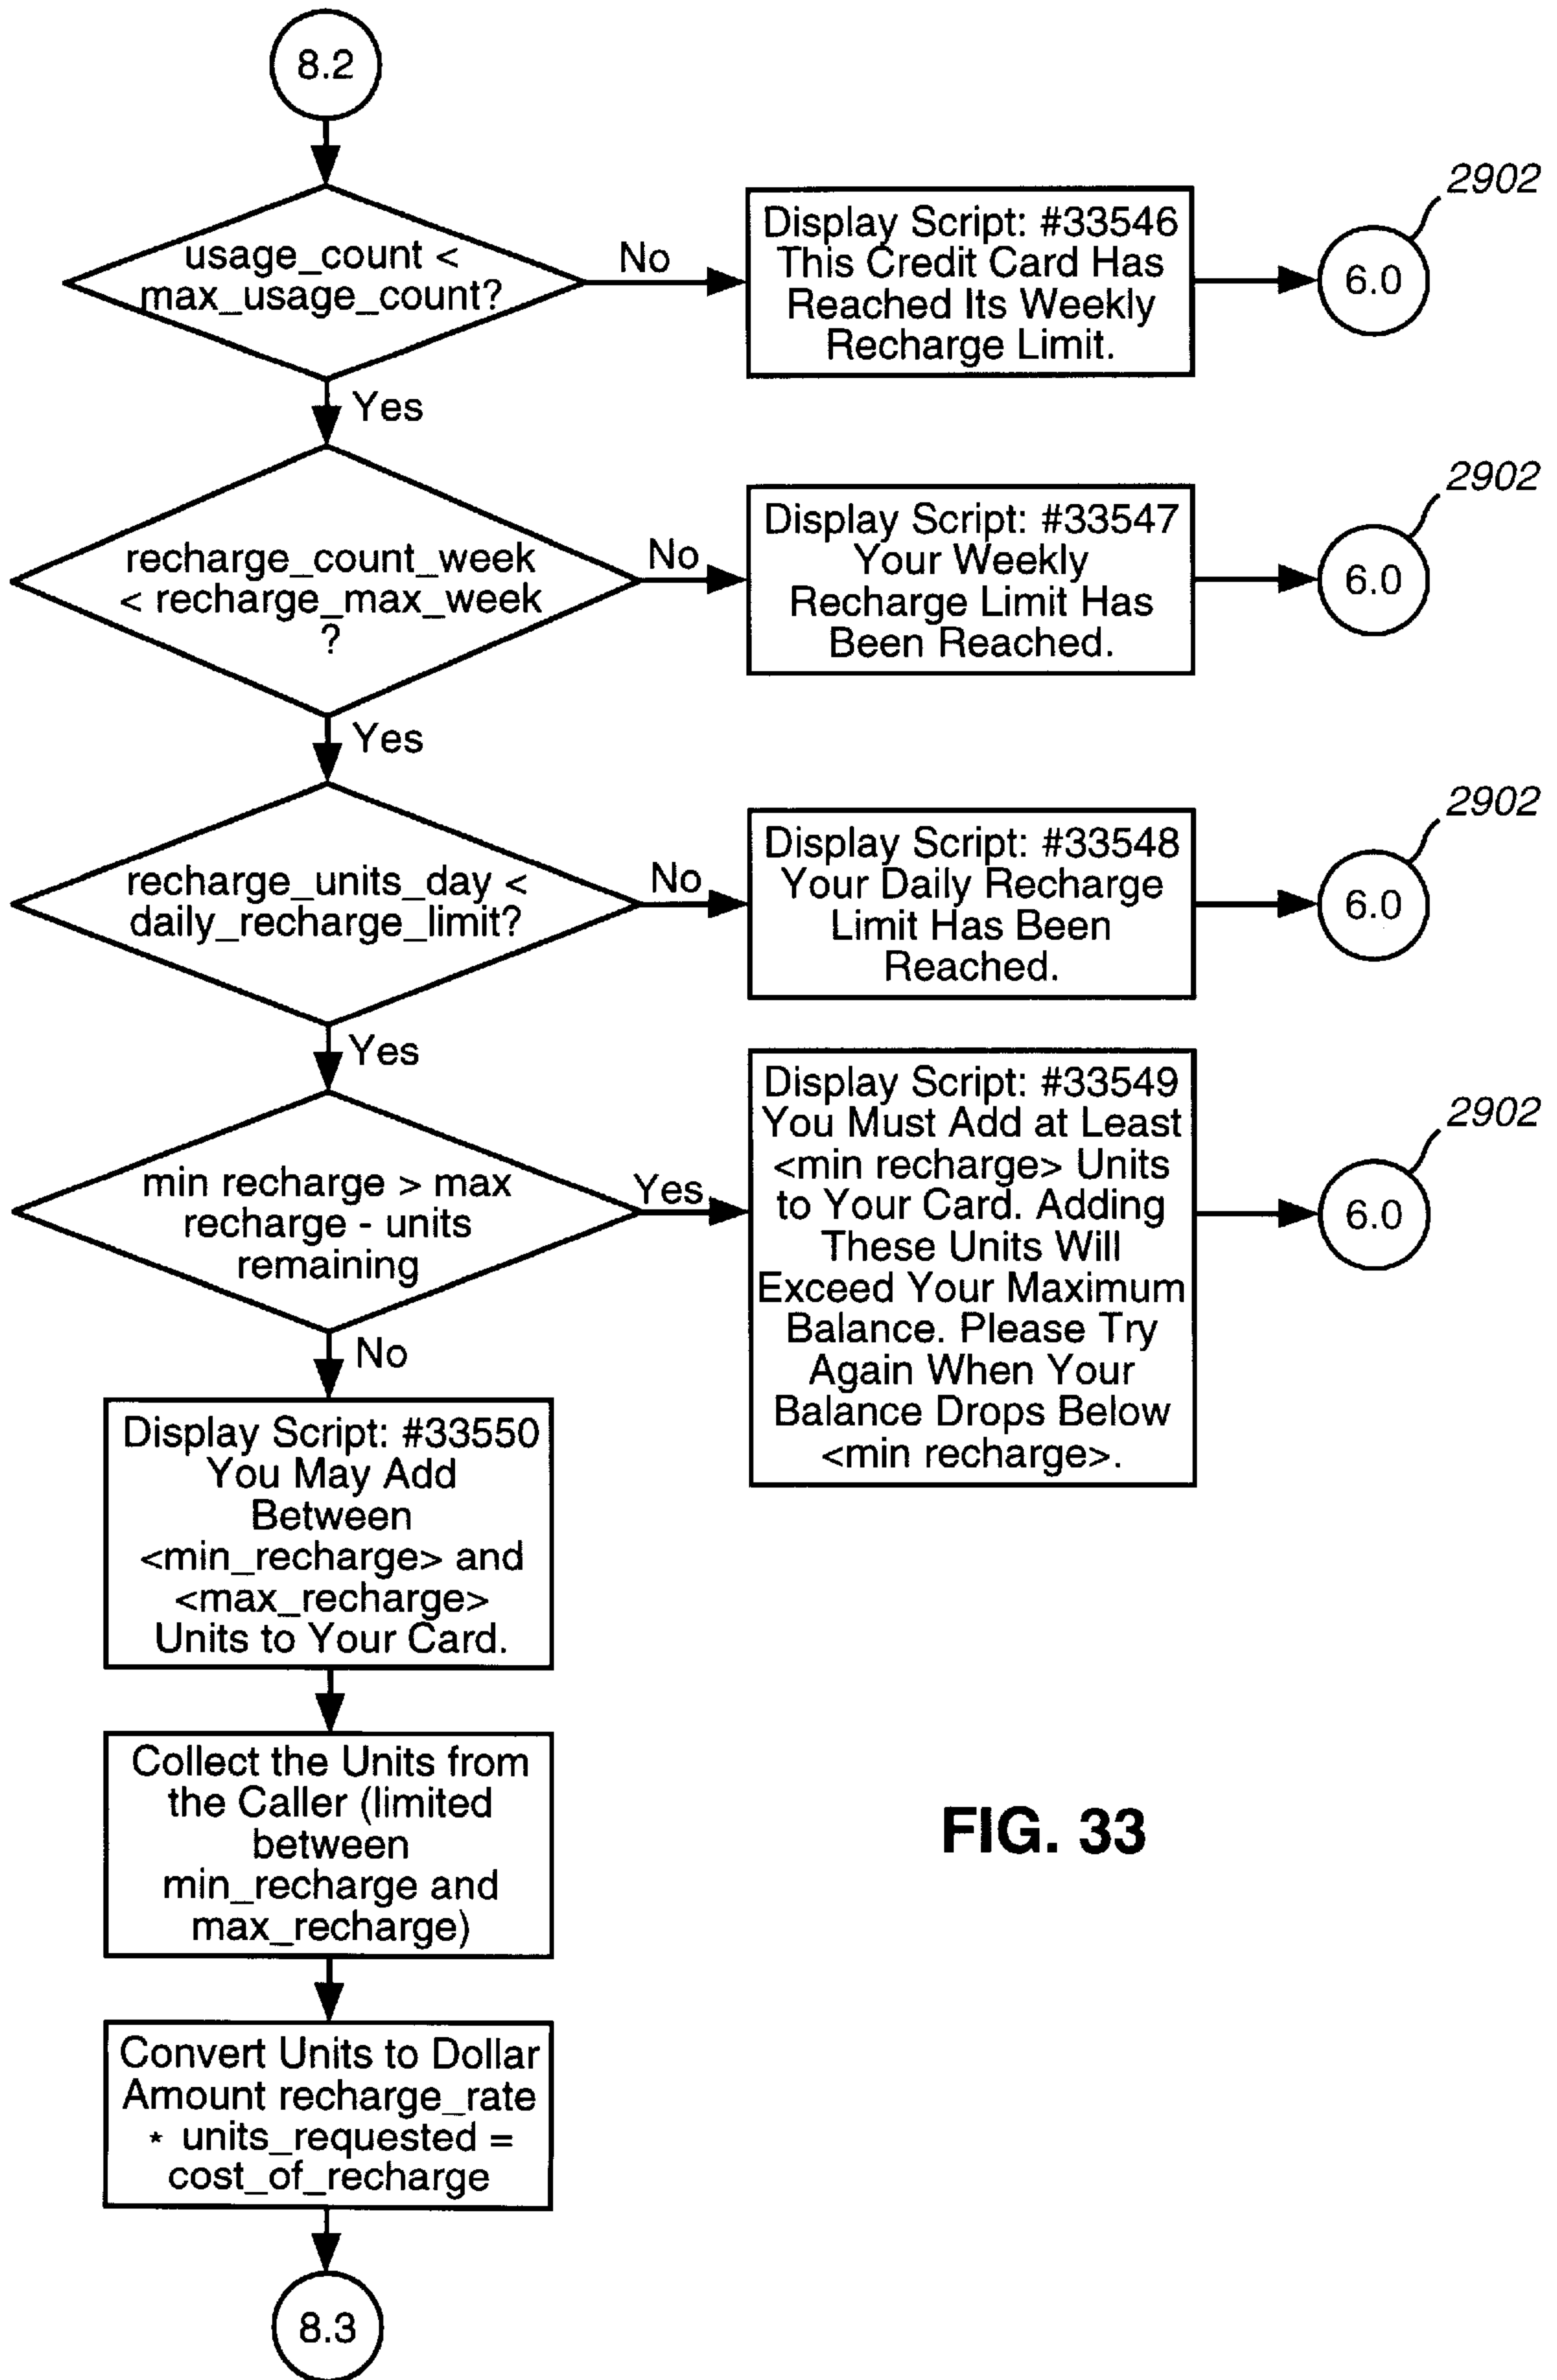 8.2
usage_count <
max_usage_count?
No
Display Script: #33546
This Credit Card Has
Reached Its Weekly
Recharge Limit.
6.0
2902
Yes
recharge_count_week
< recharge_max_week
?
No
Display Script: #33547
Your Weekly
Recharge Limit Has
Been Reached.
6.0
2902
Yes
recharge_units_day <
daily_recharge_limit?
No
Display Script: #33548
Your Daily Recharge
Limit Has Been
Reached.
6.0
2902
Yes
min recharge > max
recharge - units
remaining
Yes
Display Script: #33549
You Must Add at Least
<min recharge> Units
to Your Card. Adding
These Units Will
Exceed Your Maximum
Balance. Please Try
Again When Your
Balance Drops Below
<min recharge>.
6.0
2902
No
Display Script: #33550
You May Add
Between
<min_recharge> and
<max_recharge>
Units to Your Card.
Collect the Units from
the Caller (limited
between
min_recharge and
max_recharge)
Convert Units to Dollar
Amount recharge_rate
* units_requested =
cost_of_recharge
8.3
FIG. 33